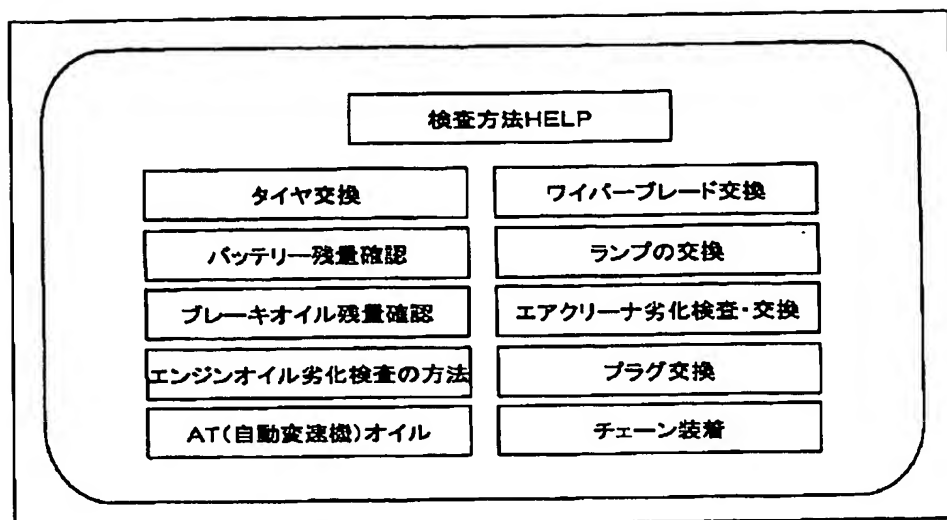 検査方法HELP
タイヤ交換
ワイパーブレード交換
バッテリー残量確認
ランプの交換
ブレーキオイル残量確認
エアクリーナ劣化検査・交換
エンジンオイル劣化検査の方法
プラグ交換
AT(自動変速機)オイル
チェーン装着